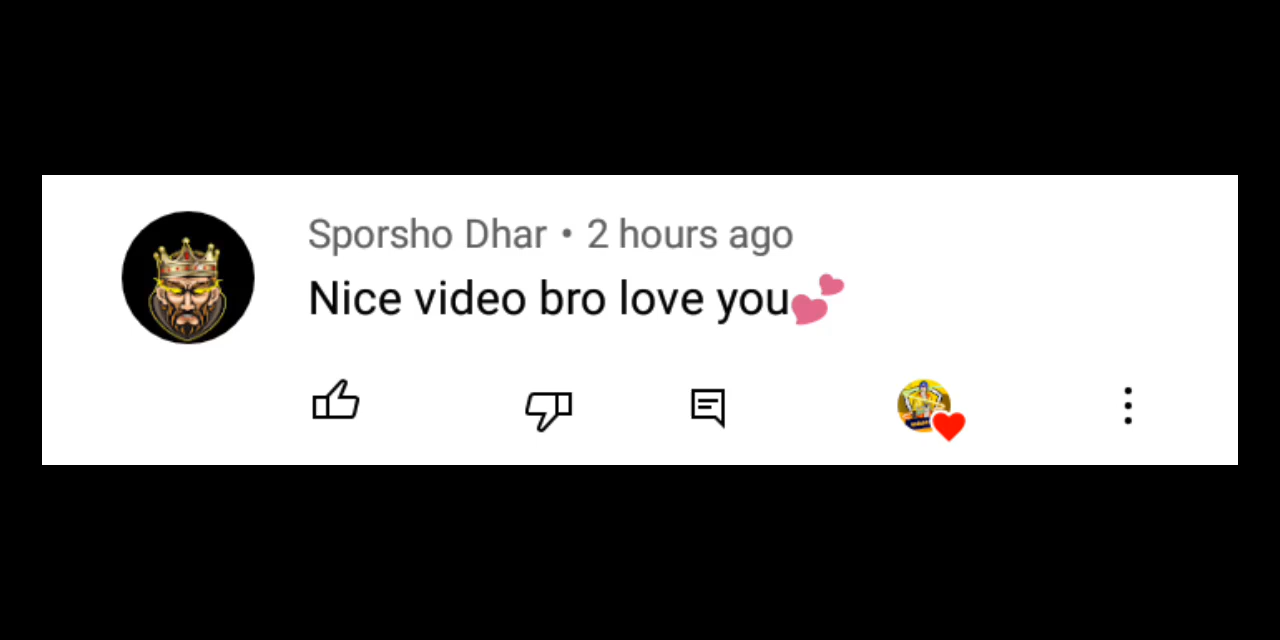 Sporsho Dhar • 2 hours ago
Nice video bro love you💕